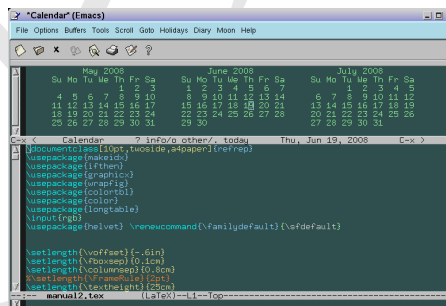 *Calendar* (Emacs)
File Options Buffers Tools Scroll Goto Holidays Diary Moon Help
May 2008 June 2008 July 2008
Su Mo Tu We Th Fr Sa Su Mo Tu We Th Fr Sa Su Mo Tu We Th Fr Sa
1 2 3 1 2 3 4 5 6 7 1 2 3 4 5
4 5 6 7 8 9 10 8 9 10 11 12 13 14 6 7 8 9 10 11 12
11 12 13 14 15 16 17 15 16 17 18 19 20 21 13 14 15 16 17 18 19
18 19 20 21 22 23 24 22 23 24 25 26 27 28 20 21 22 23 24 25 26
25 26 27 28 29 30 31 29 30 27 28 29 30 31
C-x < Calendar ? info/o other/. today Thu, Jun 19, 2008 C-x >
\documentclass[10pt,twoside,a4paper]{refrep}
\usepackage{makeidx}
\usepackage{ifthen}
\usepackage{graphicx}
\usepackage{wrapfig}
\usepackage{colortbl}
\usepackage{color}
\usepackage{longtable}
\input{rgb}
\usepackage{helvet} \renewcommand{\familydefault}{\sfdefault}
\setlength{\voffset}{-.6in}
\setlength{\fboxsep}{0.1cm}
\setlength{\columnsep}{0.8cm}
%\setlength{\FrameRule}{2pt}
\setlength{\textheight}{25cm}
--:-- manual2.tex (LaTeX)--L1--Top--